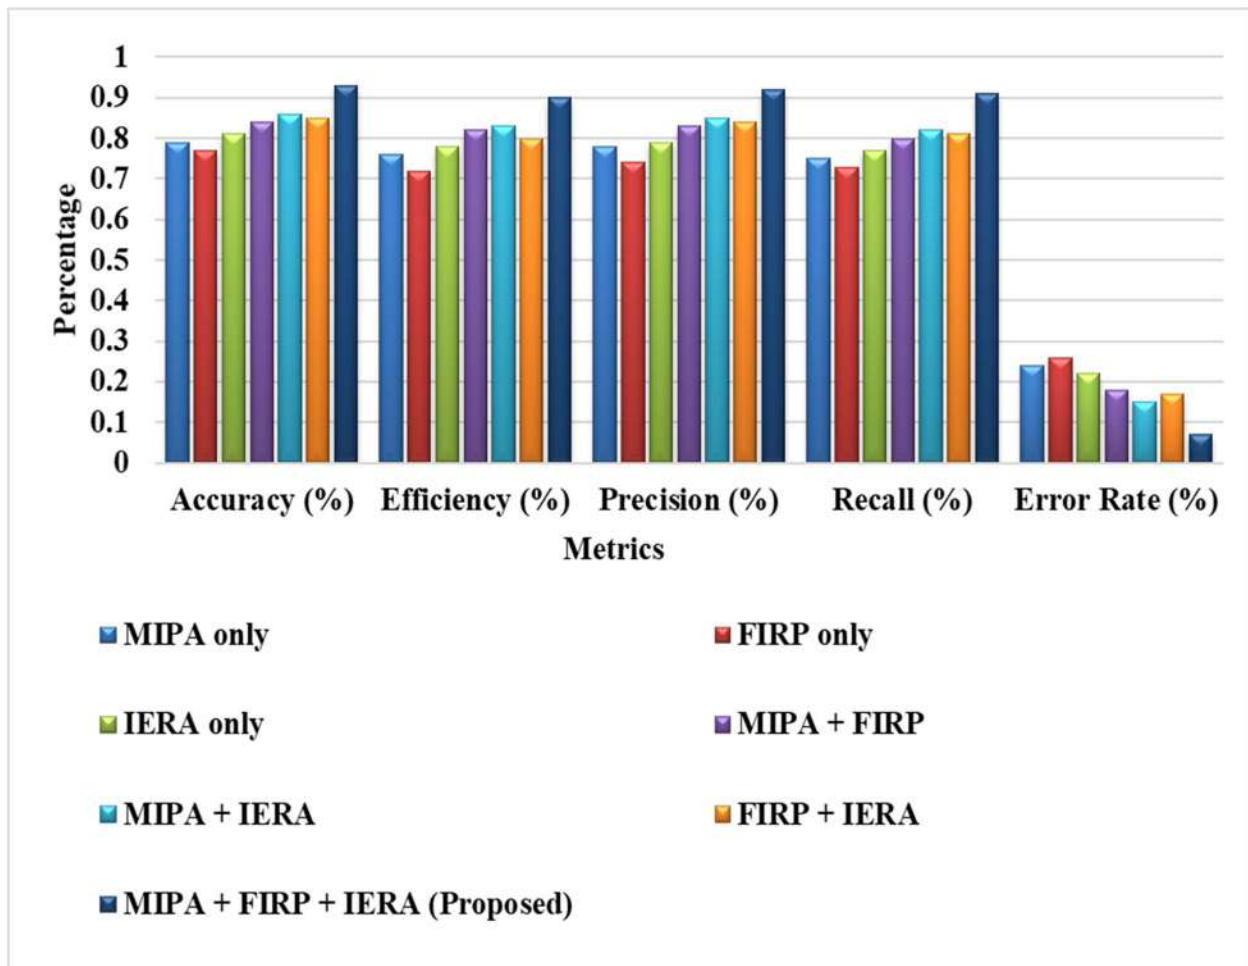 1
0.9
0.8
0.7
0.6
0.5
0.4
0.3
0.2
0.1
0
Percentage
Accuracy (%) Efficiency (%) Precision (%) Recall (%) Error Rate (%)
Metrics
MIPA only FIRP only
IERA only MIPA + FIRP
MIPA + IERA FIRP + IERA
MIPA + FIRP + IERA (Proposed)